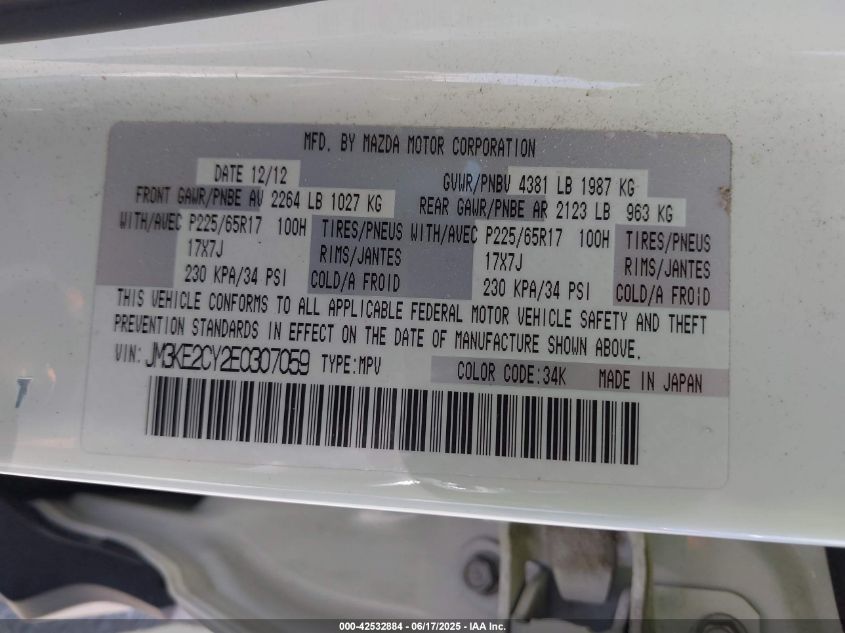 MFD. BY MAZDA MOTOR CORPORATION
DATE 12/12 GVWR/PNBV 4381 LB 1987 KG
FRONT GAWR/PNBE AV 2264 LB 1027 KG REAR GAWR/PNBE AR 2123 LB 963 KG
WITH/AVEC P225/65R17 100H TIRES/PNEUS WITH/AVEC P225/65R17 100H TIRES/PNEUS
17X7J RIMS/JANTES 17X7J RIMS/JANTES
230 KPA/34 PSI COLD/A FROID 230 KPA/34 PSI COLD/A FROID
THIS VEHICLE CONFORMS TO ALL APPLICABLE FEDERAL MOTOR VEHICLE SAFETY AND THEFT
PREVENTION STANDARDS IN EFFECT ON THE DATE OF MANUFACTURE SHOWN ABOVE.
VIN: JM3KE2CY2E0307059 TYPE:MPV COLOR CODE:34K MADE IN JAPAN
000-42532884 - 06/17/2025 - IAA Inc.